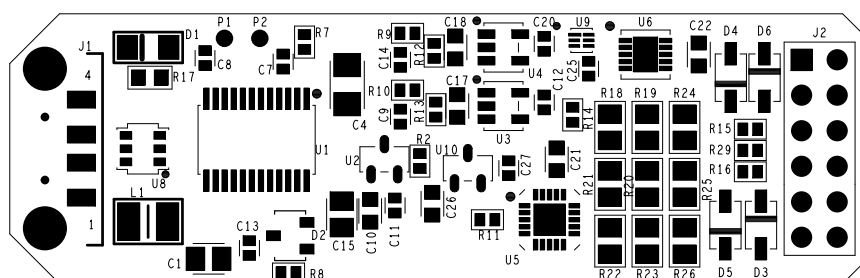 P1 P2
J1 D1 R7 R9 C18 C20 U9 U6 C22 D4 D6 J2
R12 C14 C8 C7
4 R17 C25
U4
R10 C17 C12 R18 R19 R24
C4 C9 R13 R14
U1 U3 R15
R2 U2 U10 R29
C27 C21 R16
U8 R21 R20 R25
L1 C26
1 C13 D2 C15 C10 C11 R11
C1 U5
R8 R22 R23 R26 D5 D3